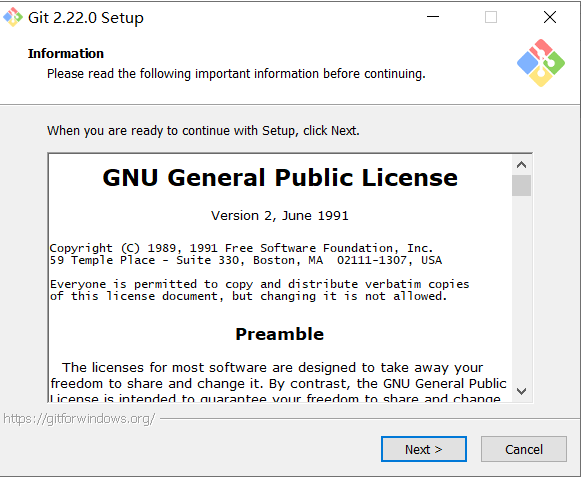 Git 2.22.0 Setup
Information
Please read the following important information before continuing.
When you are ready to continue with Setup, click Next.
GNU General Public License
Version 2, June 1991
Copyright (C) 1989, 1991 Free Software Foundation, Inc.
59 Temple Place - Suite 330, Boston, MA  02111-1307, USA
Everyone is permitted to copy and distribute verbatim copies
of this license document, but changing it is not allowed.
Preamble
The licenses for most software are designed to take away your
freedom to share and change it. By contrast, the GNU General Public
License is intended to guarantee your freedom to share and change
https://gitforwindows.org/
Next >
Cancel